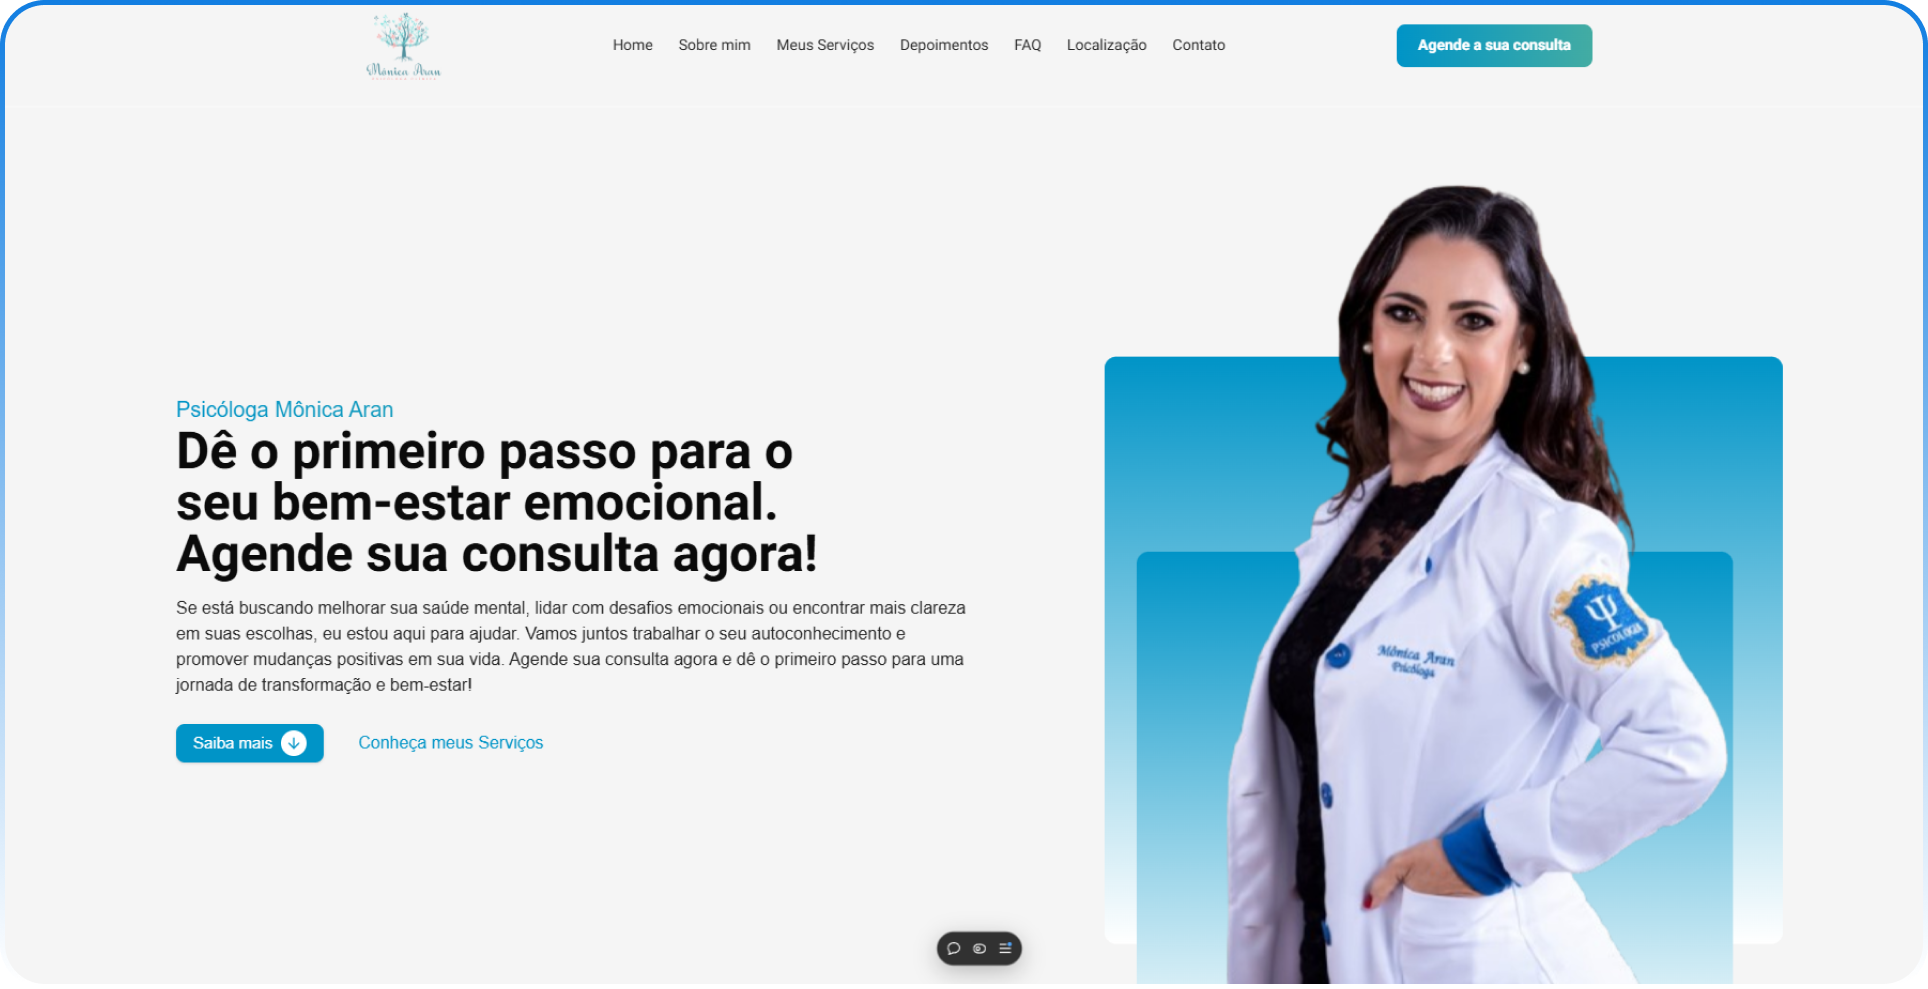 Mônica Aran
Home
Sobre mim
Meus Serviços
Depoimentos
FAQ
Localização
Contato
Agende a sua consulta
Psicóloga Mônica Aran
Dê o primeiro passo para o
seu bem-estar emocional.
Agende sua consulta agora!
Se está buscando melhorar sua saúde mental, lidar com desafios emocionais ou encontrar mais clareza
em suas escolhas, eu estou aqui para ajudar. Vamos juntos trabalhar o seu autoconhecimento e
promover mudanças positivas em sua vida. Agende sua consulta agora e dê o primeiro passo para uma
jornada de transformação e bem-estar!
Saiba mais
Conheça meus Serviços
Ψ
PSICOLOGIA
Mônica Aran
Psicóloga